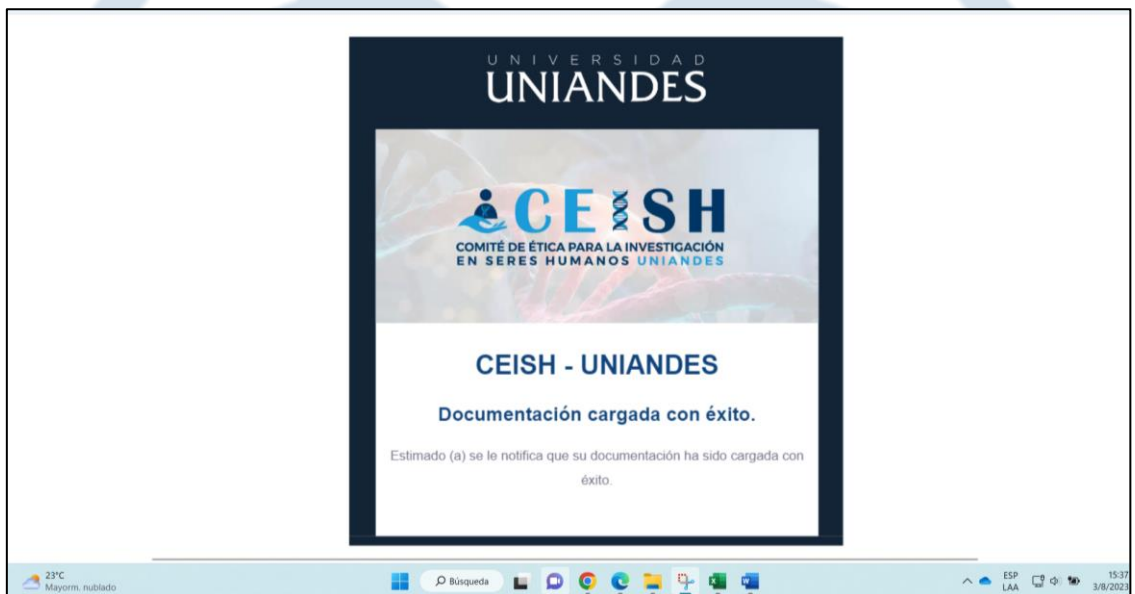 UNIVERSIDAD
UNIANDES
CEISH
COMITÉ DE ÉTICA PARA LA INVESTIGACIÓN
EN SERES HUMANOS UNIANDES
CEISH - UNIANDES
Documentación cargada con éxito.
Estimado (a) se le notifica que su documentación ha sido cargada con
éxito.
23°C
Mayorm. nublado
Búsqueda
ESP
LAA
15:37
3/8/2023